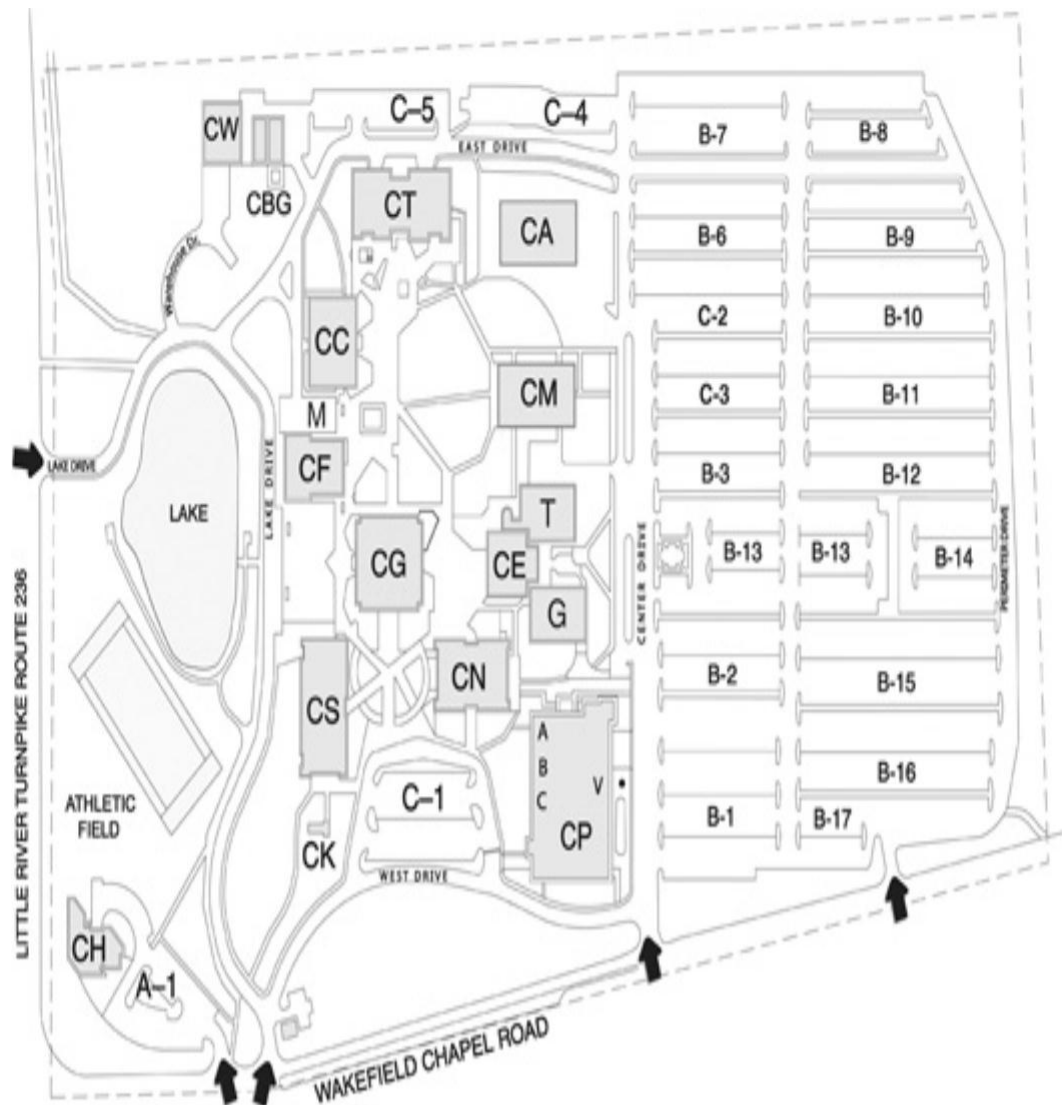 C–5
C–4
CW
B-7
B-8
EAST DRIVE
CBG
CT
CA
B-6
B-9
Warehouse Dr.
CC
C-2
B-10
CM
C-3
B-11
M
LAKE DRIVE
CF
LAKE DRIVE
B-3
B-12
LAKE
T
CG
CE
CENTER DRIVE
B-13
B-13
B-14
PERIMETER DRIVE
G
LITTLE RIVER TURNPIKE ROUTE 236
CN
B-2
B-15
CS
A
B
V
C
C–1
B-16
ATHLETIC
FIELD
B-1
B-17
CK
CP
WEST DRIVE
CH
A–1
WAKEFIELD CHAPEL ROAD